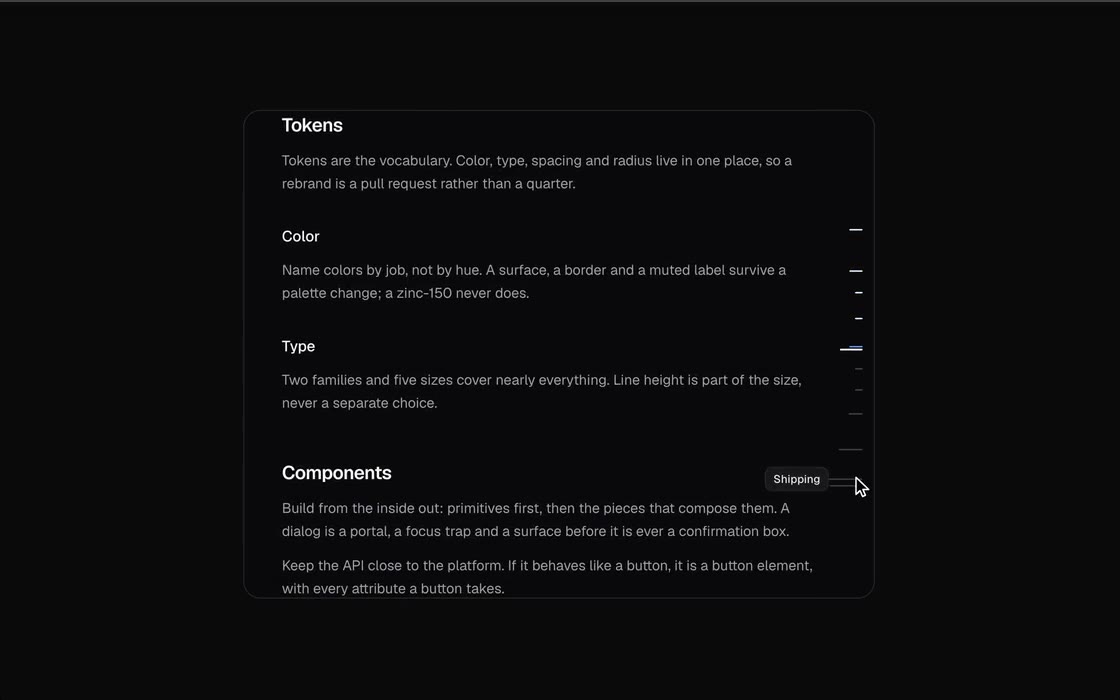 Tokens
Tokens are the vocabulary. Color, type, spacing and radius live in one place, so a
rebrand is a pull request rather than a quarter.
Color
Name colors by job, not by hue. A surface, a border and a muted label survive a
palette change; a zinc-150 never does.
Type
Two families and five sizes cover nearly everything. Line height is part of the size,
never a separate choice.
Components
Shipping
Build from the inside out: primitives first, then the pieces that compose them. A
dialog is a portal, a focus trap and a surface before it is ever a confirmation box.
Keep the API close to the platform. If it behaves like a button, it is a button element,
with every attribute a button takes.